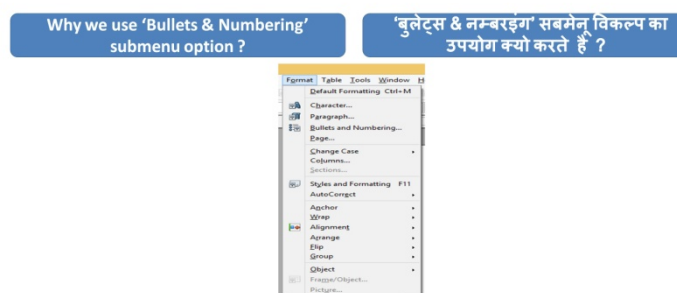 Why we use ‘Bullets & Numbering’
submenu option ?
‘बुलेट्स & नम्बरइंग’ सबमेनू विकल्प का
उपयोग क्यो करते हैं ?
Format Table Tools Window H
Default Formatting Ctrl+M
Character...
Paragraph...
Bullets and Numbering...
Page...
Change Case
Columns...
Sections...
Styles and Formatting F11
AutoCorrect
Anchor
Wrap
Alignment
Arrange
Flip
Group
Object
Frame/Object...
Picture...